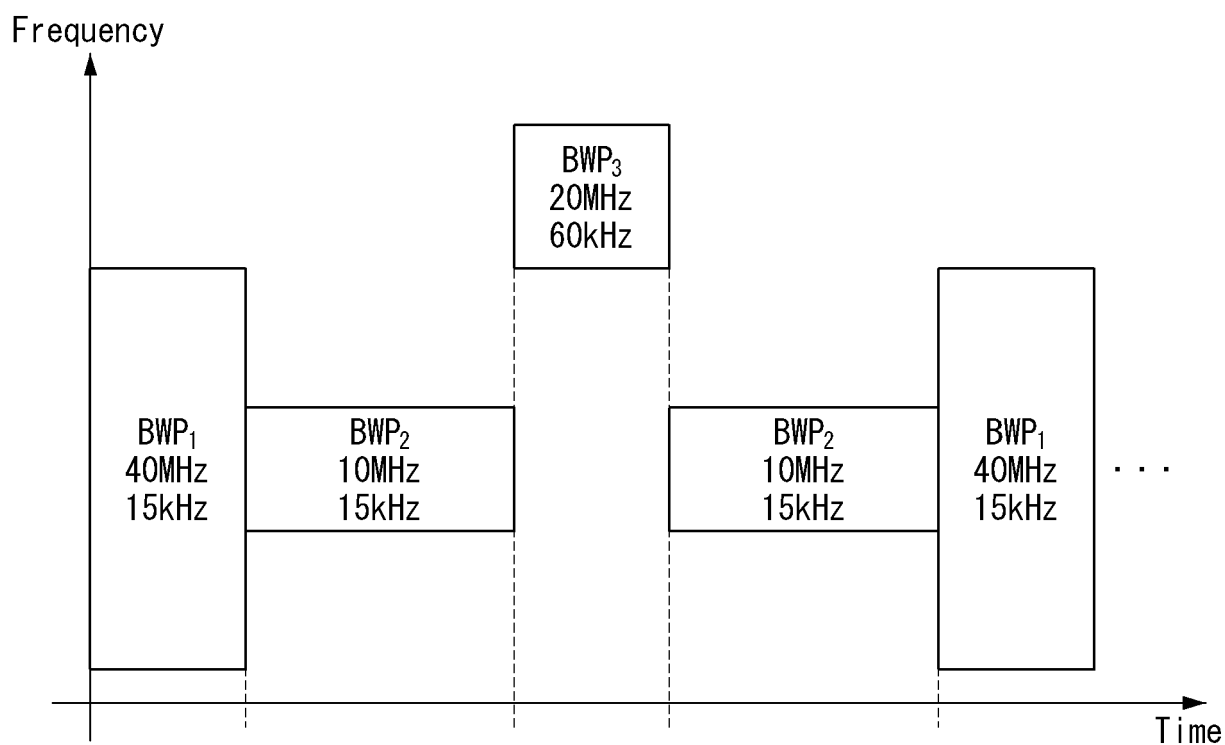 Frequency
BWP₃
20MHz
60kHz
BWP₁
40MHz
15kHz
BWP₂
10MHz
15kHz
BWP₂
10MHz
15kHz
BWP₁
40MHz
15kHz
...
Time